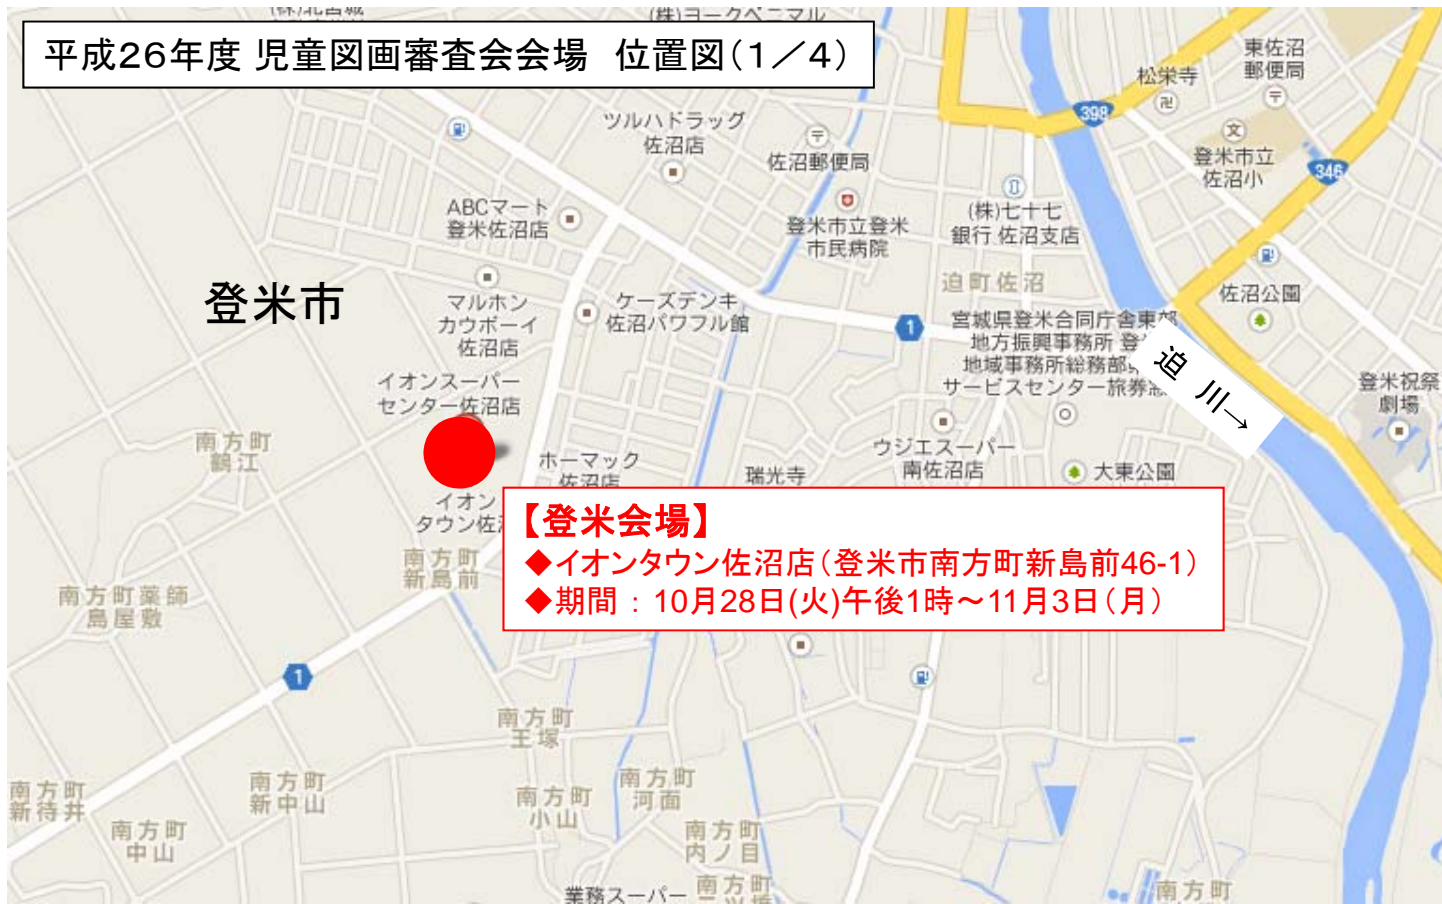 平成26年度 児童図画審査会会場　位置図（1／4）
(株)ヨークベニマル
東佐沼
郵便局
松栄寺
398
ツルハドラッグ
佐沼店
佐沼郵便局
登米市立
佐沼小
346
ABCマート
登米佐沼店
登米市立登米
市民病院
(株)七十七
銀行 佐沼支店
迫町佐沼
佐沼公園
登米市
マルホン
カウボーイ
佐沼店
ケーズデンキ
佐沼パワフル館
1
宮城県登米合同庁舎東部
地方振興事務所 登
地域事務所総務部
サービスセンター旅券
迫 川→
登米祝祭
劇場
イオンスーパー
センター佐沼店
南方町
鶴江
ホーマック
佐沼店
瑞光寺
ウジエスーパー
南佐沼店
大東公園
イオン
タウン佐
南方町
新島前
【登米会場】
◆イオンタウン佐沼店（登米市南方町新島前46-1）
◆期間：10月28日(火)午後1時～11月3日（月）
南方町薬師
島屋敷
1
南方町
王塚
南方町
新待井
南方町
新中山
南方町
小山
南方町
河面
南方町
中山
南方町
内ノ目
業務スーパー
南方町
南方町